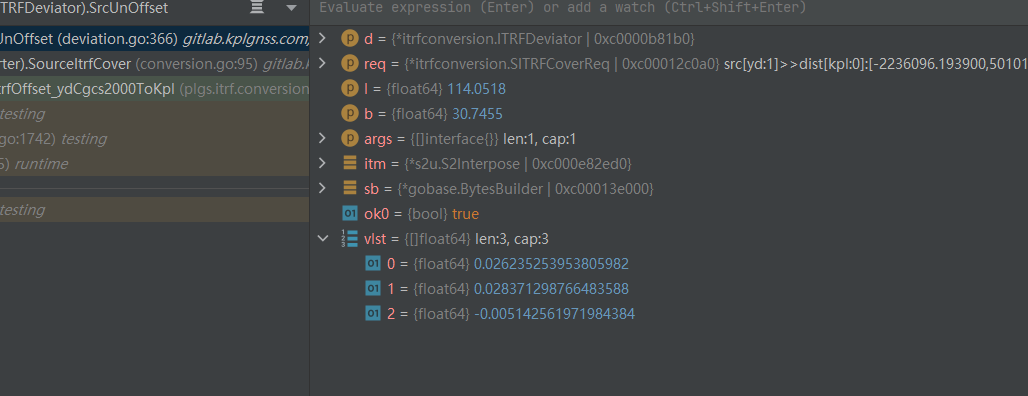 TRFDeviator).SrcUnOffset
Evaluate expression (Enter) or add a watch (Ctrl+Shift+Enter)
UnOffset (deviation.go:366) gitlab.kplgnss.com,
rter).SourceItrfCover (conversion.go:95) gitlab.k
trfOffset_ydCgcs2000ToKpl (plgs.itrf.conversion
testing
go:1742) testing
5) runtime
testing
d = {*itrfconversion.ITRFDeviator | 0xc0000b81b0}
req = {*itrfconversion.SITRFCoverReq | 0xc00012c0a0} src[yd:1]>>dist[kpl:0]:[-2236096.193900,50101
l = {float64} 114.0518
b = {float64} 30.7455
args = {[]interface{}} len:1, cap:1
itm = {*s2u.S2Interpose | 0xc000e82ed0}
sb = {*gobase.BytesBuilder | 0xc00013e000}
01 ok0 = {bool} true
vlst = {[]float64} len:3, cap:3
01 0 = {float64} 0.026235253953805982
01 1 = {float64} 0.028371298766483588
01 2 = {float64} -0.005142561971984384